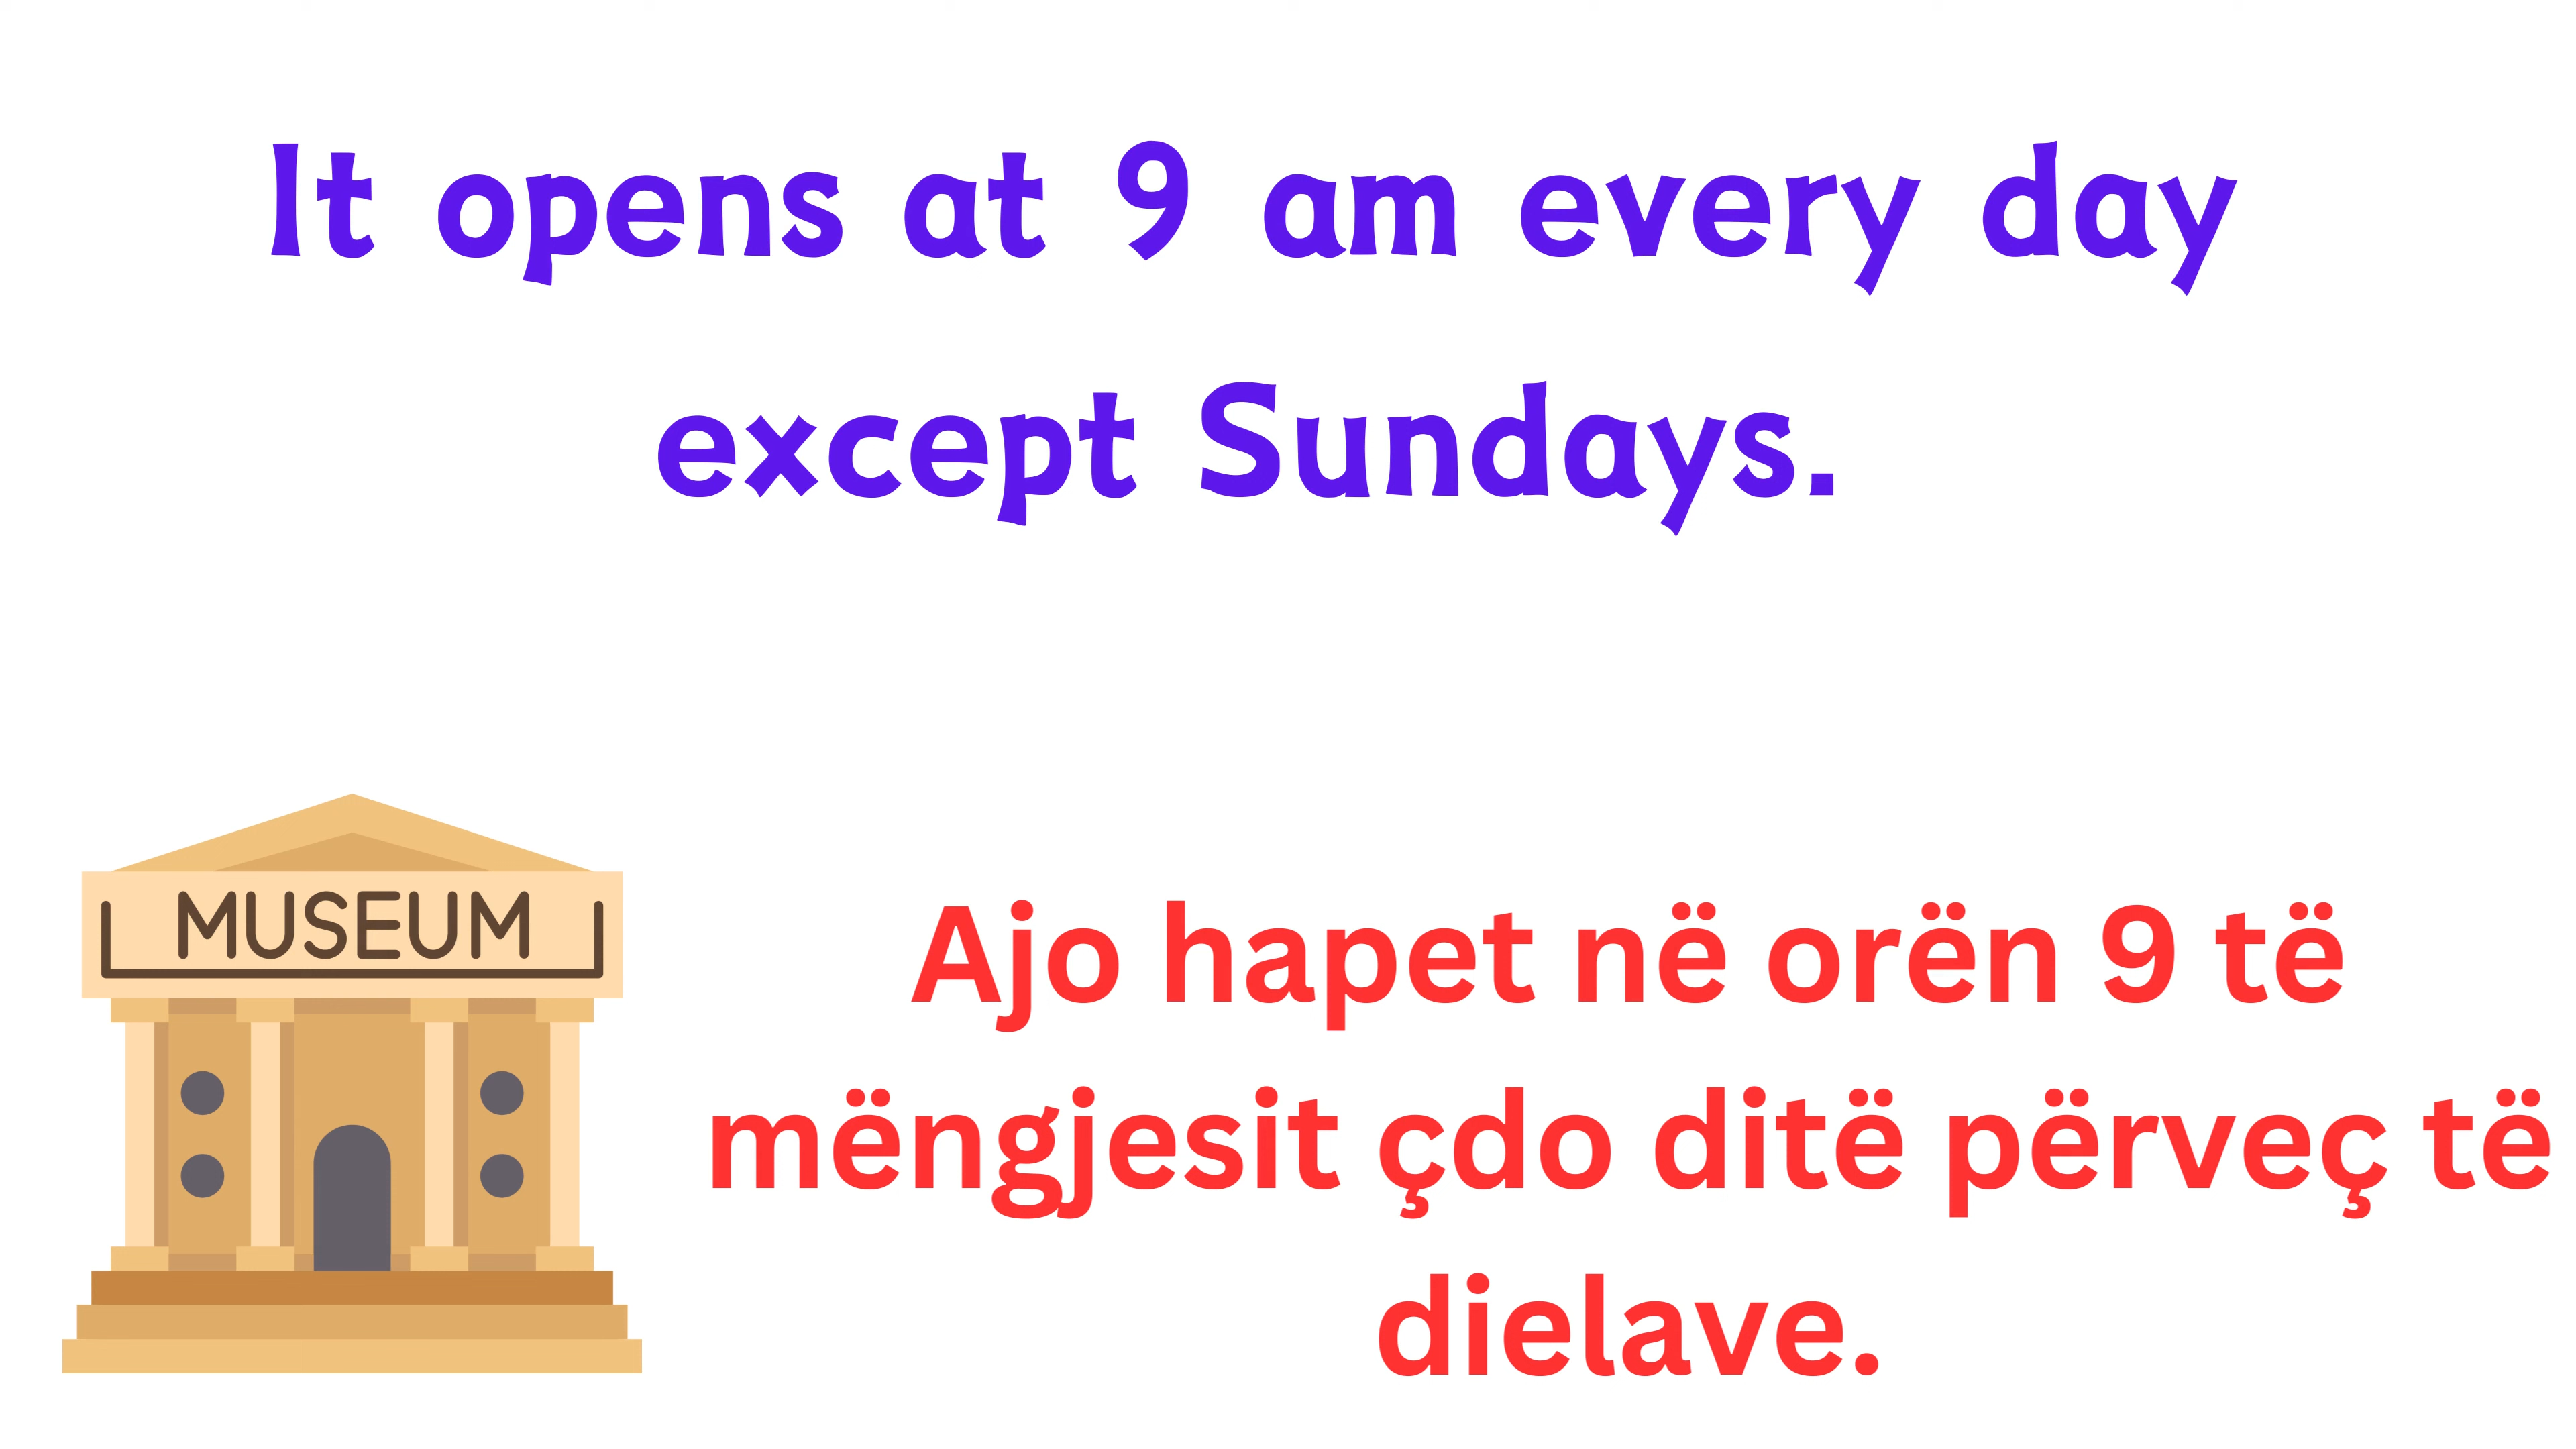 It opens at 9 am every day
except Sundays.
MUSEUM
Ajo hapet në orën 9 të
mëngjesit çdo ditë përveç të
dielave.